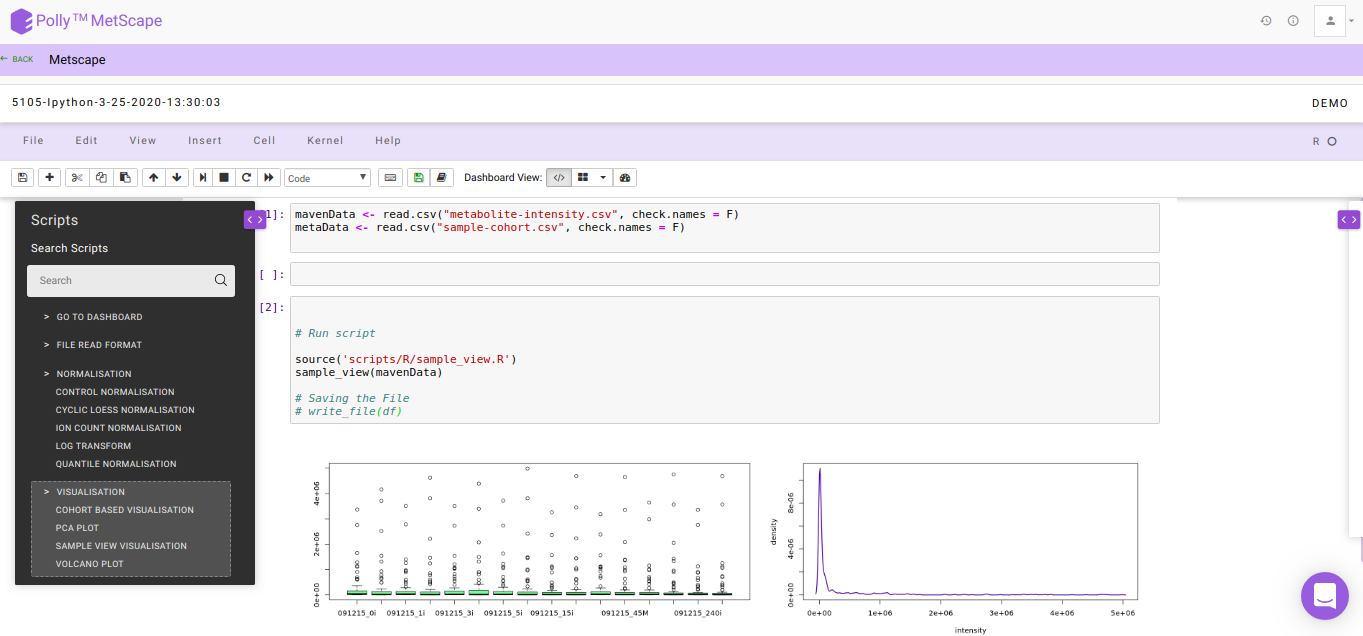 Polly™ MetScape
← BACK Metscape
5105-Ipython-3-25-2020-13:30:03 DEMO
File Edit View Insert Cell Kernel Help R
Code Dashboard View:
Scripts
Search Scripts
Search
> GO TO DASHBOARD
> FILE READ FORMAT
> NORMALISATION
CONTROL NORMALISATION
CYCLIC LOESS NORMALISATION
ION COUNT NORMALISATION
LOG TRANSFORM
QUANTILE NORMALISATION
> VISUALISATION
COHORT BASED VISUALISATION
PCA PLOT
SAMPLE VIEW VISUALISATION
VOLCANO PLOT
1]: mavenData <- read.csv("metabolite-intensity.csv", check.names = F)
metaData <- read.csv("sample-cohort.csv", check.names = F)
[ ]:
[2]:
# Run script
source('scripts/R/sample_view.R')
sample_view(mavenData)
# Saving the File
# write_file(df)
4e+06
2e+06
0e+00
091215_0i 091215_1i 091215_3i 091215_5i 091215_15i 091215_45M 091215_240i
density
8e-06
4e-06
0e+00
0e+00 1e+06 2e+06 3e+06 4e+06 5e+06
intensity